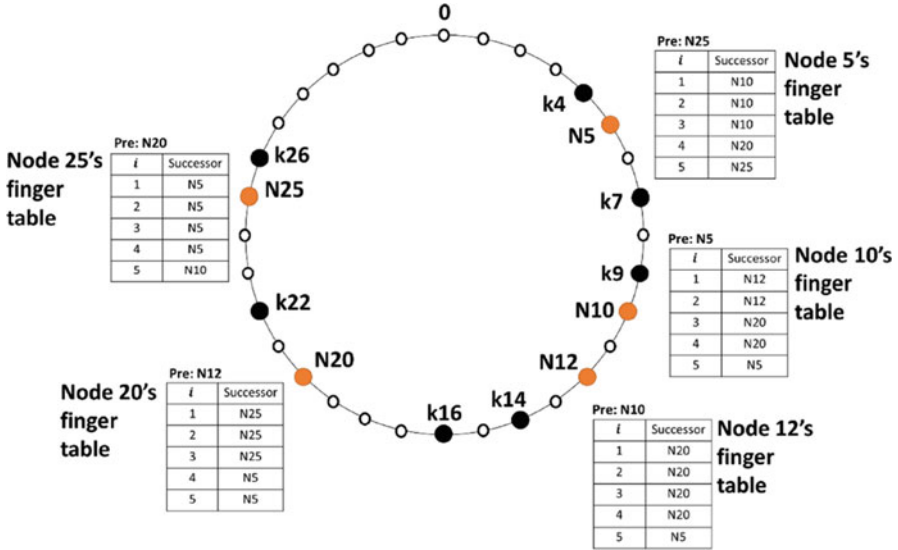 0
k4
N5
k7
k9
N10
N12
k14
k16
N20
k22
N25
k26
Pre: N25
i Successor
1 N10
2 N10
3 N10
4 N20
5 N25
Node 5's
finger
table
Pre: N5
i Successor
1 N12
2 N12
3 N20
4 N20
5 N5
Node 10's
finger
table
Pre: N10
i Successor
1 N20
2 N20
3 N20
4 N20
5 N5
Node 12's
finger
table
Node 20's
finger
table
Pre: N12
i Successor
1 N25
2 N25
3 N25
4 N5
5 N5
Node 25's
finger
table
Pre: N20
i Successor
1 N5
2 N5
3 N5
4 N5
5 N10